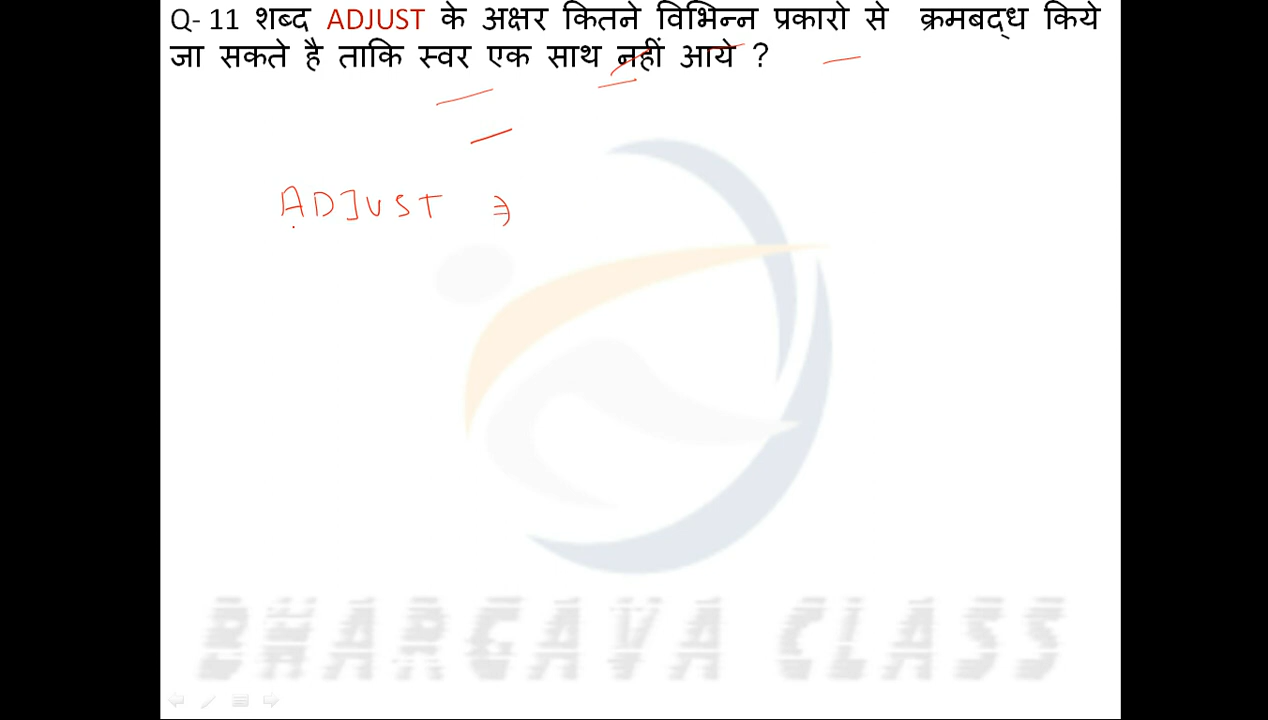 Q- 11 शब्द ADJUST के अक्षर कितने विभिन्न प्रकारो से क्रमबद्ध किये
जा सकते है ताकि स्वर एक साथ नहीं आये ?
ADJUST ⇒
BHARGAVA CLASS